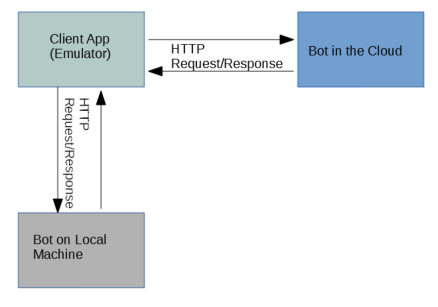 Client App
(Emulator)
HTTP
Request/Response
Bot in the Cloud
HTTP
Request/Response
Bot on Local
Machine